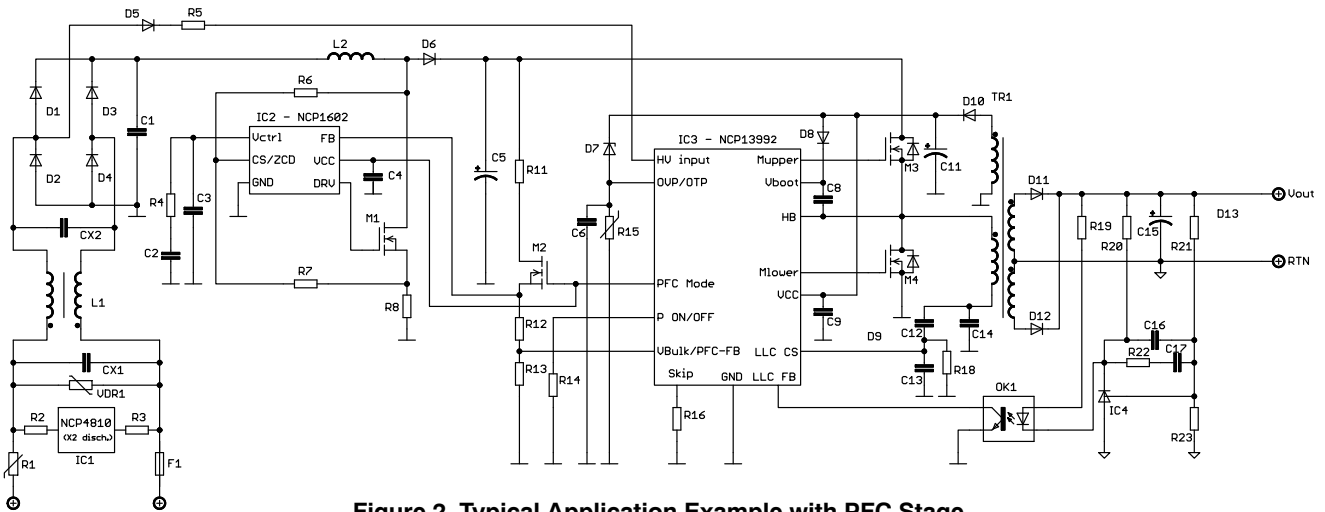 D5
R5
L2
D6
R6
D10
TR1
D1
D3
C1
IC2 - NCP1602
Vctrl
FB
CS/ZCD
VCC
GND
DRV
C4
C5
R11
D7
IC3 - NCP13992
HV input
Mupper
OVP/OTP
Vboot
HB
Mlower
PFC Mode
VCC
P ON/OFF
VBulk/PFC-FB
LLC CS
Skip
GND
LLC FB
D8
M3
C11
C8
D2
D4
R4
C3
M1
C6
R15
D11
R19
R20
C15
R21
D13
Vout
RTN
CX2
C2
M2
M4
L1
R7
R8
R12
C9
D9
C12
C14
D12
C16
C17
R22
CX1
R13
R14
C13
R18
VDR1
OK1
IC4
R2
NCP4810
(X2 disch.)
R3
IC1
R16
R23
R1
F1
Figure 2. Typical Application Example with PFC Stage